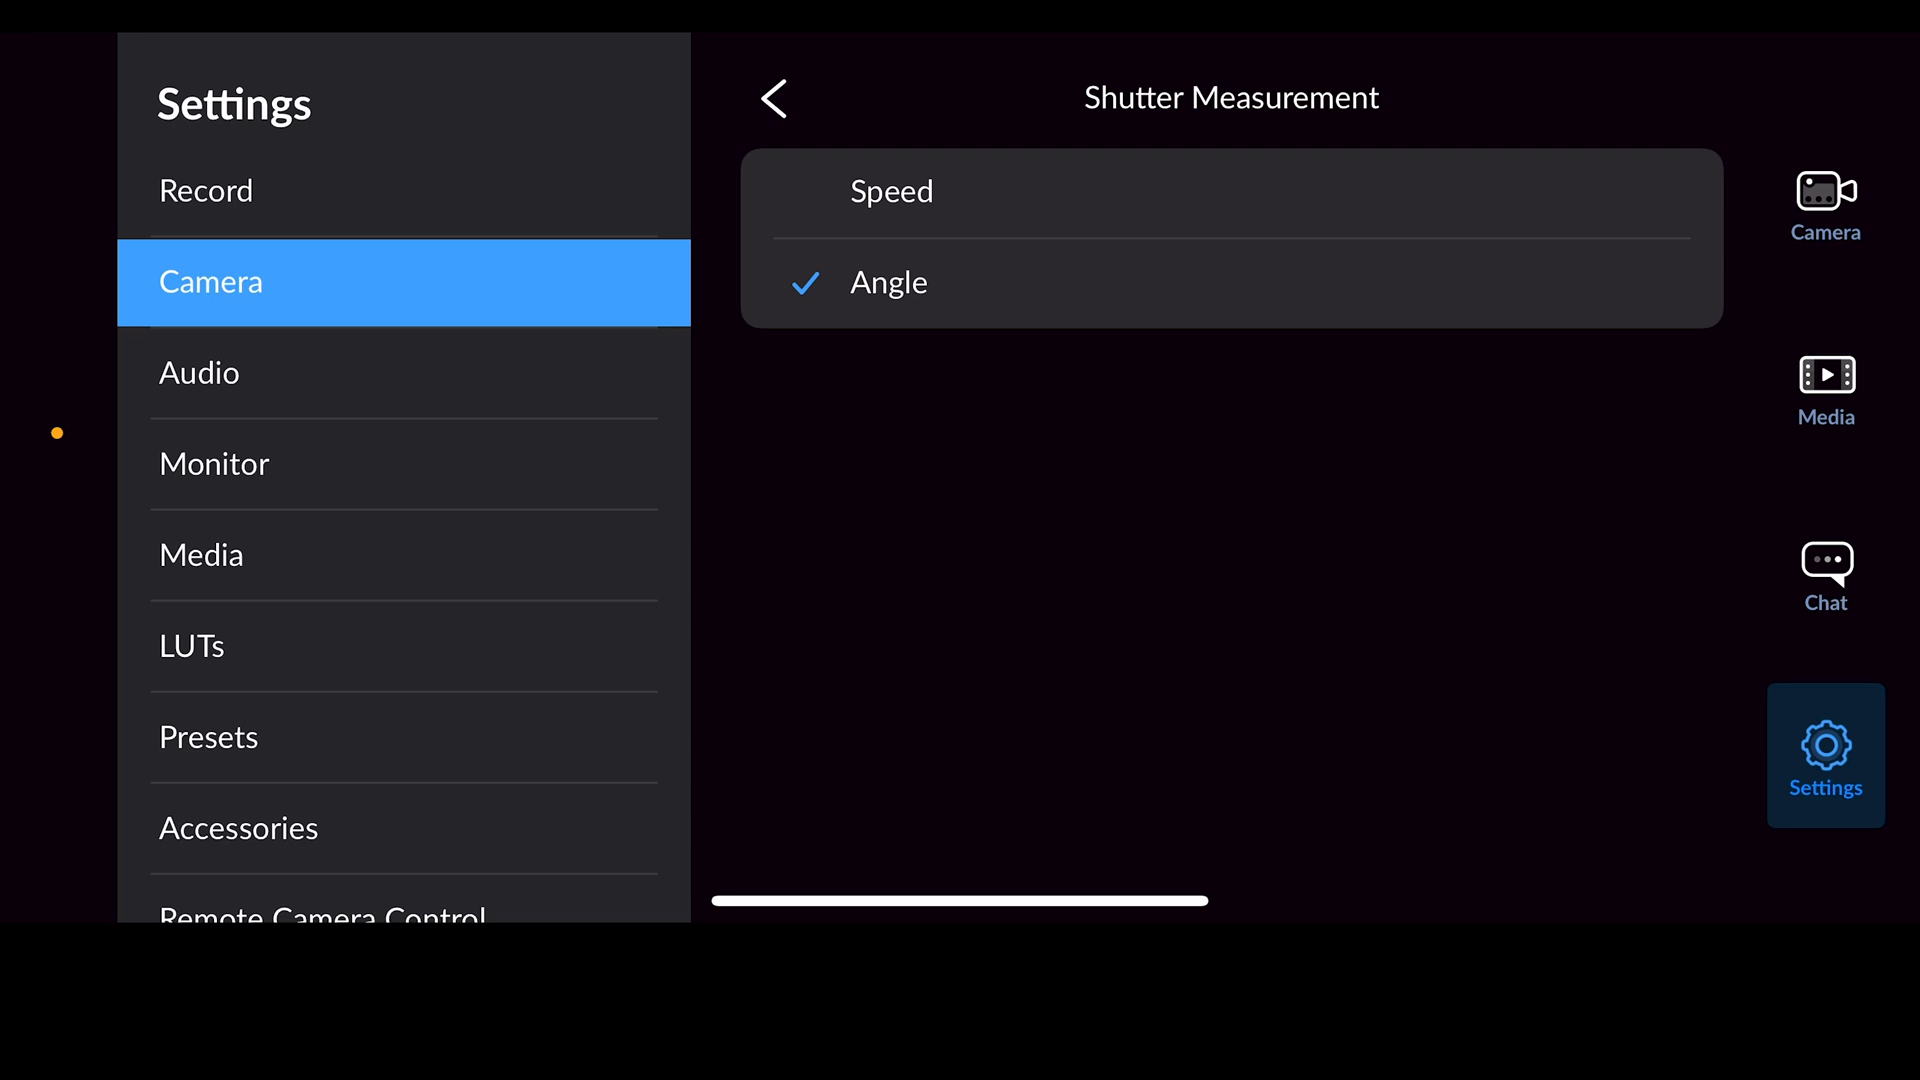 Settings
Record
Camera
Audio
Monitor
Media
LUTs
Presets
Accessories
Remote Camera Control
Shutter Measurement
Speed
Angle
Camera
Media
Chat
Settings